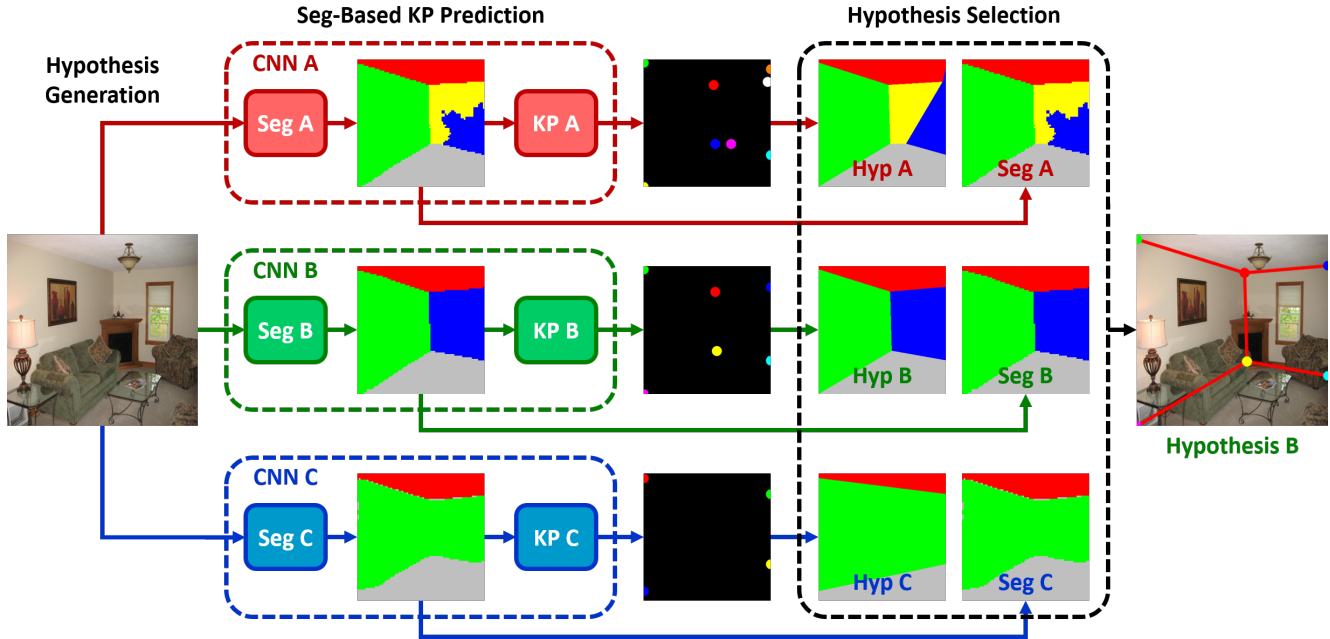 Seg-Based KP Prediction
Hypothesis Selection
Hypothesis
Generation
CNN A
Seg A
KP A
Hyp A
Seg A
CNN B
Seg B
KP B
Hyp B
Seg B
Hypothesis B
CNN C
Seg C
KP C
Hyp C
Seg C